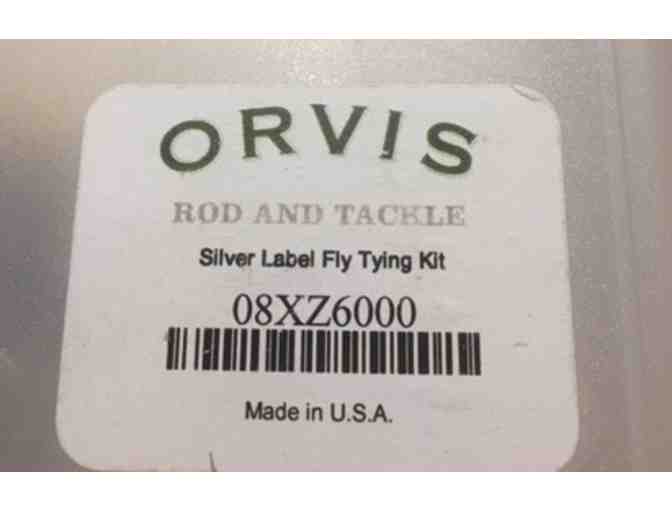 ORVIS
ROD AND TACKLE
Silver Label Fly Tying Kit
08XZ6000
Made in U.S.A.